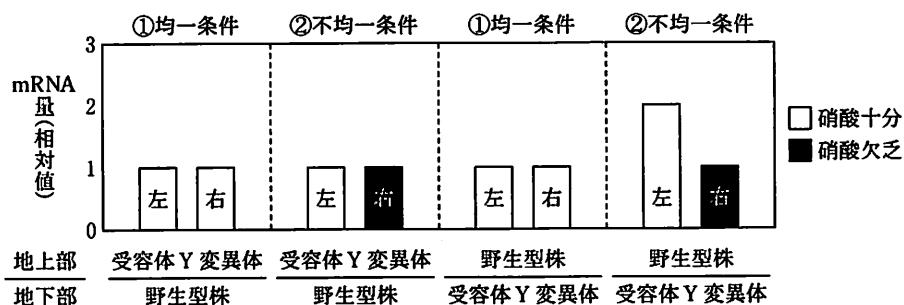 ①均一条件 ②不均一条件 ①均一条件 ②不均一条件
mRNA量(相対値)
3
2
1
0
左 右 左 右 左 右 左 右
□硝酸十分
■硝酸欠乏
地上部 受容体Y変異体 受容体Y変異体 野生型株 野生型株
地下部 野生型株 野生型株 受容体Y変異体 受容体Y変異体